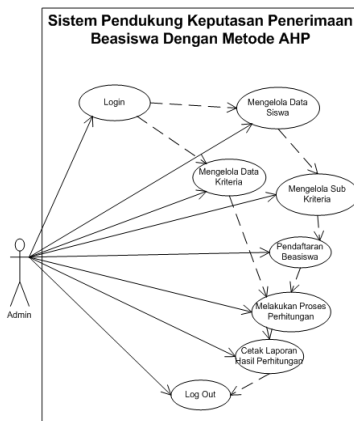 Sistem Pendukung Keputasan Penerimaan
Beasiswa Dengan Metode AHP
Login
Mengelola Data
Siswa
Mengelola Data
Kriteria
Mengelola Sub
Kriteria
Pendaftaran
Beasiswa
Admin
Melakukan Proses
Perhitungan
Cetak Laporan
Hasil Perhitungan
Log Out